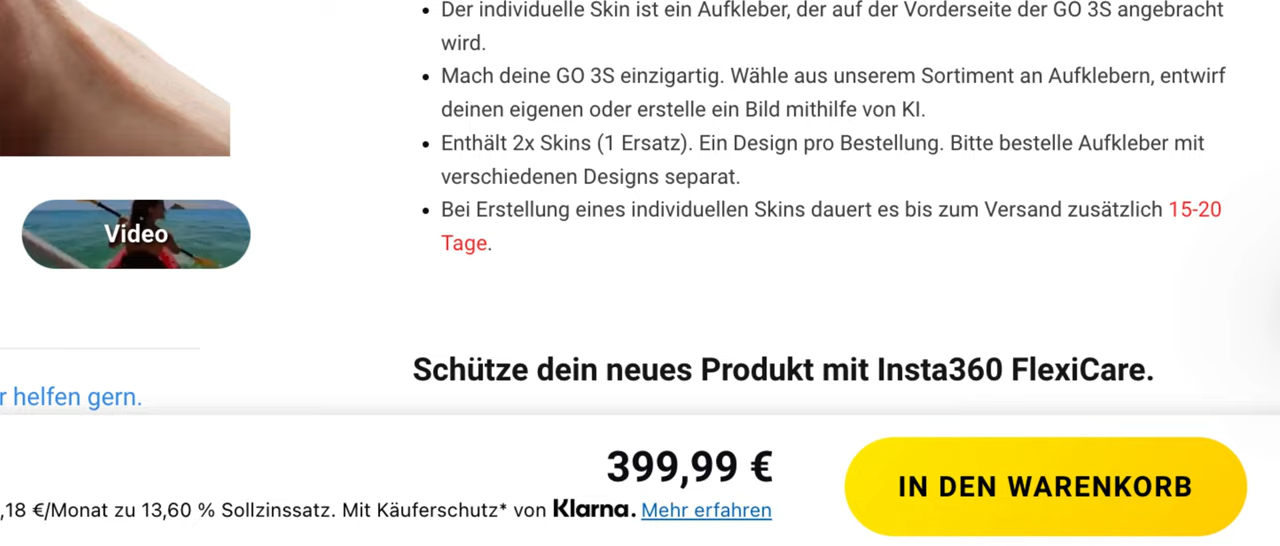 Der individuelle Skin ist ein Aufkleber, der auf der Vorderseite der GO 3S angebracht
wird.
Mach deine GO 3S einzigartig. Wähle aus unserem Sortiment an Aufklebern, entwirf
deinen eigenen oder erstelle ein Bild mithilfe von KI.
Enthält 2x Skins (1 Ersatz). Ein Design pro Bestellung. Bitte bestelle Aufkleber mit
verschiedenen Designs separat.
Bei Erstellung eines individuellen Skins dauert es bis zum Versand zusätzlich 15-20
Tage.
Video
Schütze dein neues Produkt mit Insta360 FlexiCare.
r helfen gern.
399,99 €
,18 €/Monat zu 13,60 % Sollzinssatz. Mit Käuferschutz* von Klarna. Mehr erfahren
IN DEN WARENKORB